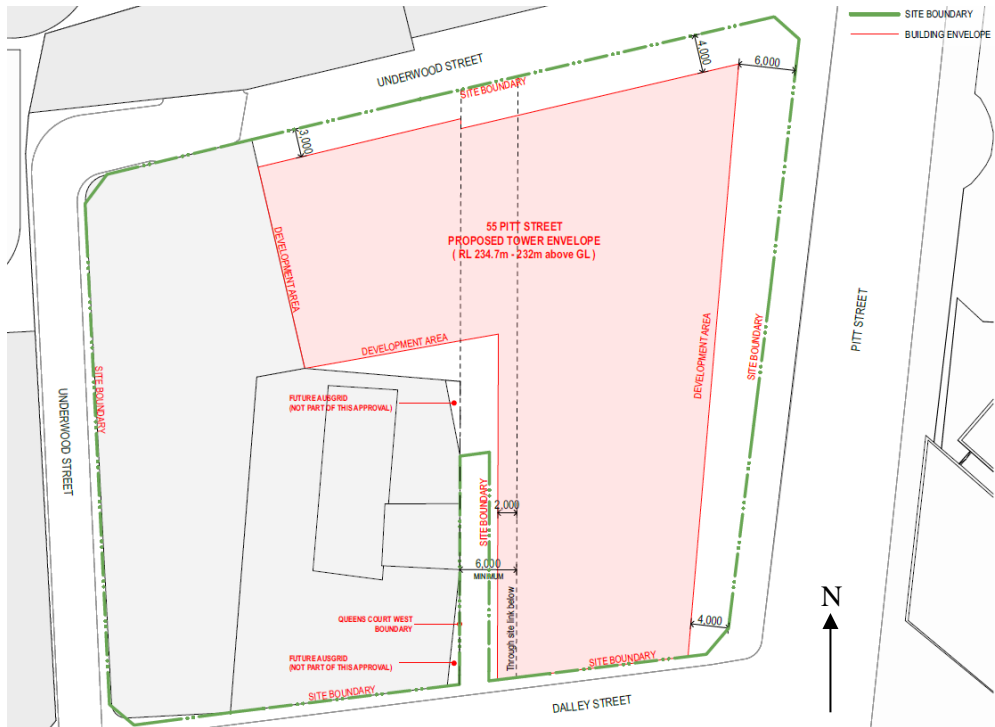 SITE BOUNDARY
BUILDING ENVELOPE
UNDERWOOD STREET
SITE BOUNDARY
4,000
6,000
3,000
55 PITT STREET
PROPOSED TOWER ENVELOPE
( RL 234.7m - 232m above GL )
DEVELOPMENT AREA
DEVELOPMENT AREA
DEVELOPMENT AREA
SITE BOUNDARY
PITT STREET
SITE BOUNDARY
UNDERWOOD STREET
FUTURE AUSGRID
(NOT PART OF THIS APPROVAL)
SITE BOUNDARY
2,000
6,000
MINIMUM
Through site link below
QUEENS COURT WEST
BOUNDARY
FUTURE AUSGRID
(NOT PART OF THIS APPROVAL)
4,000
N
SITE BOUNDARY
SITE BOUNDARY
DALLEY STREET